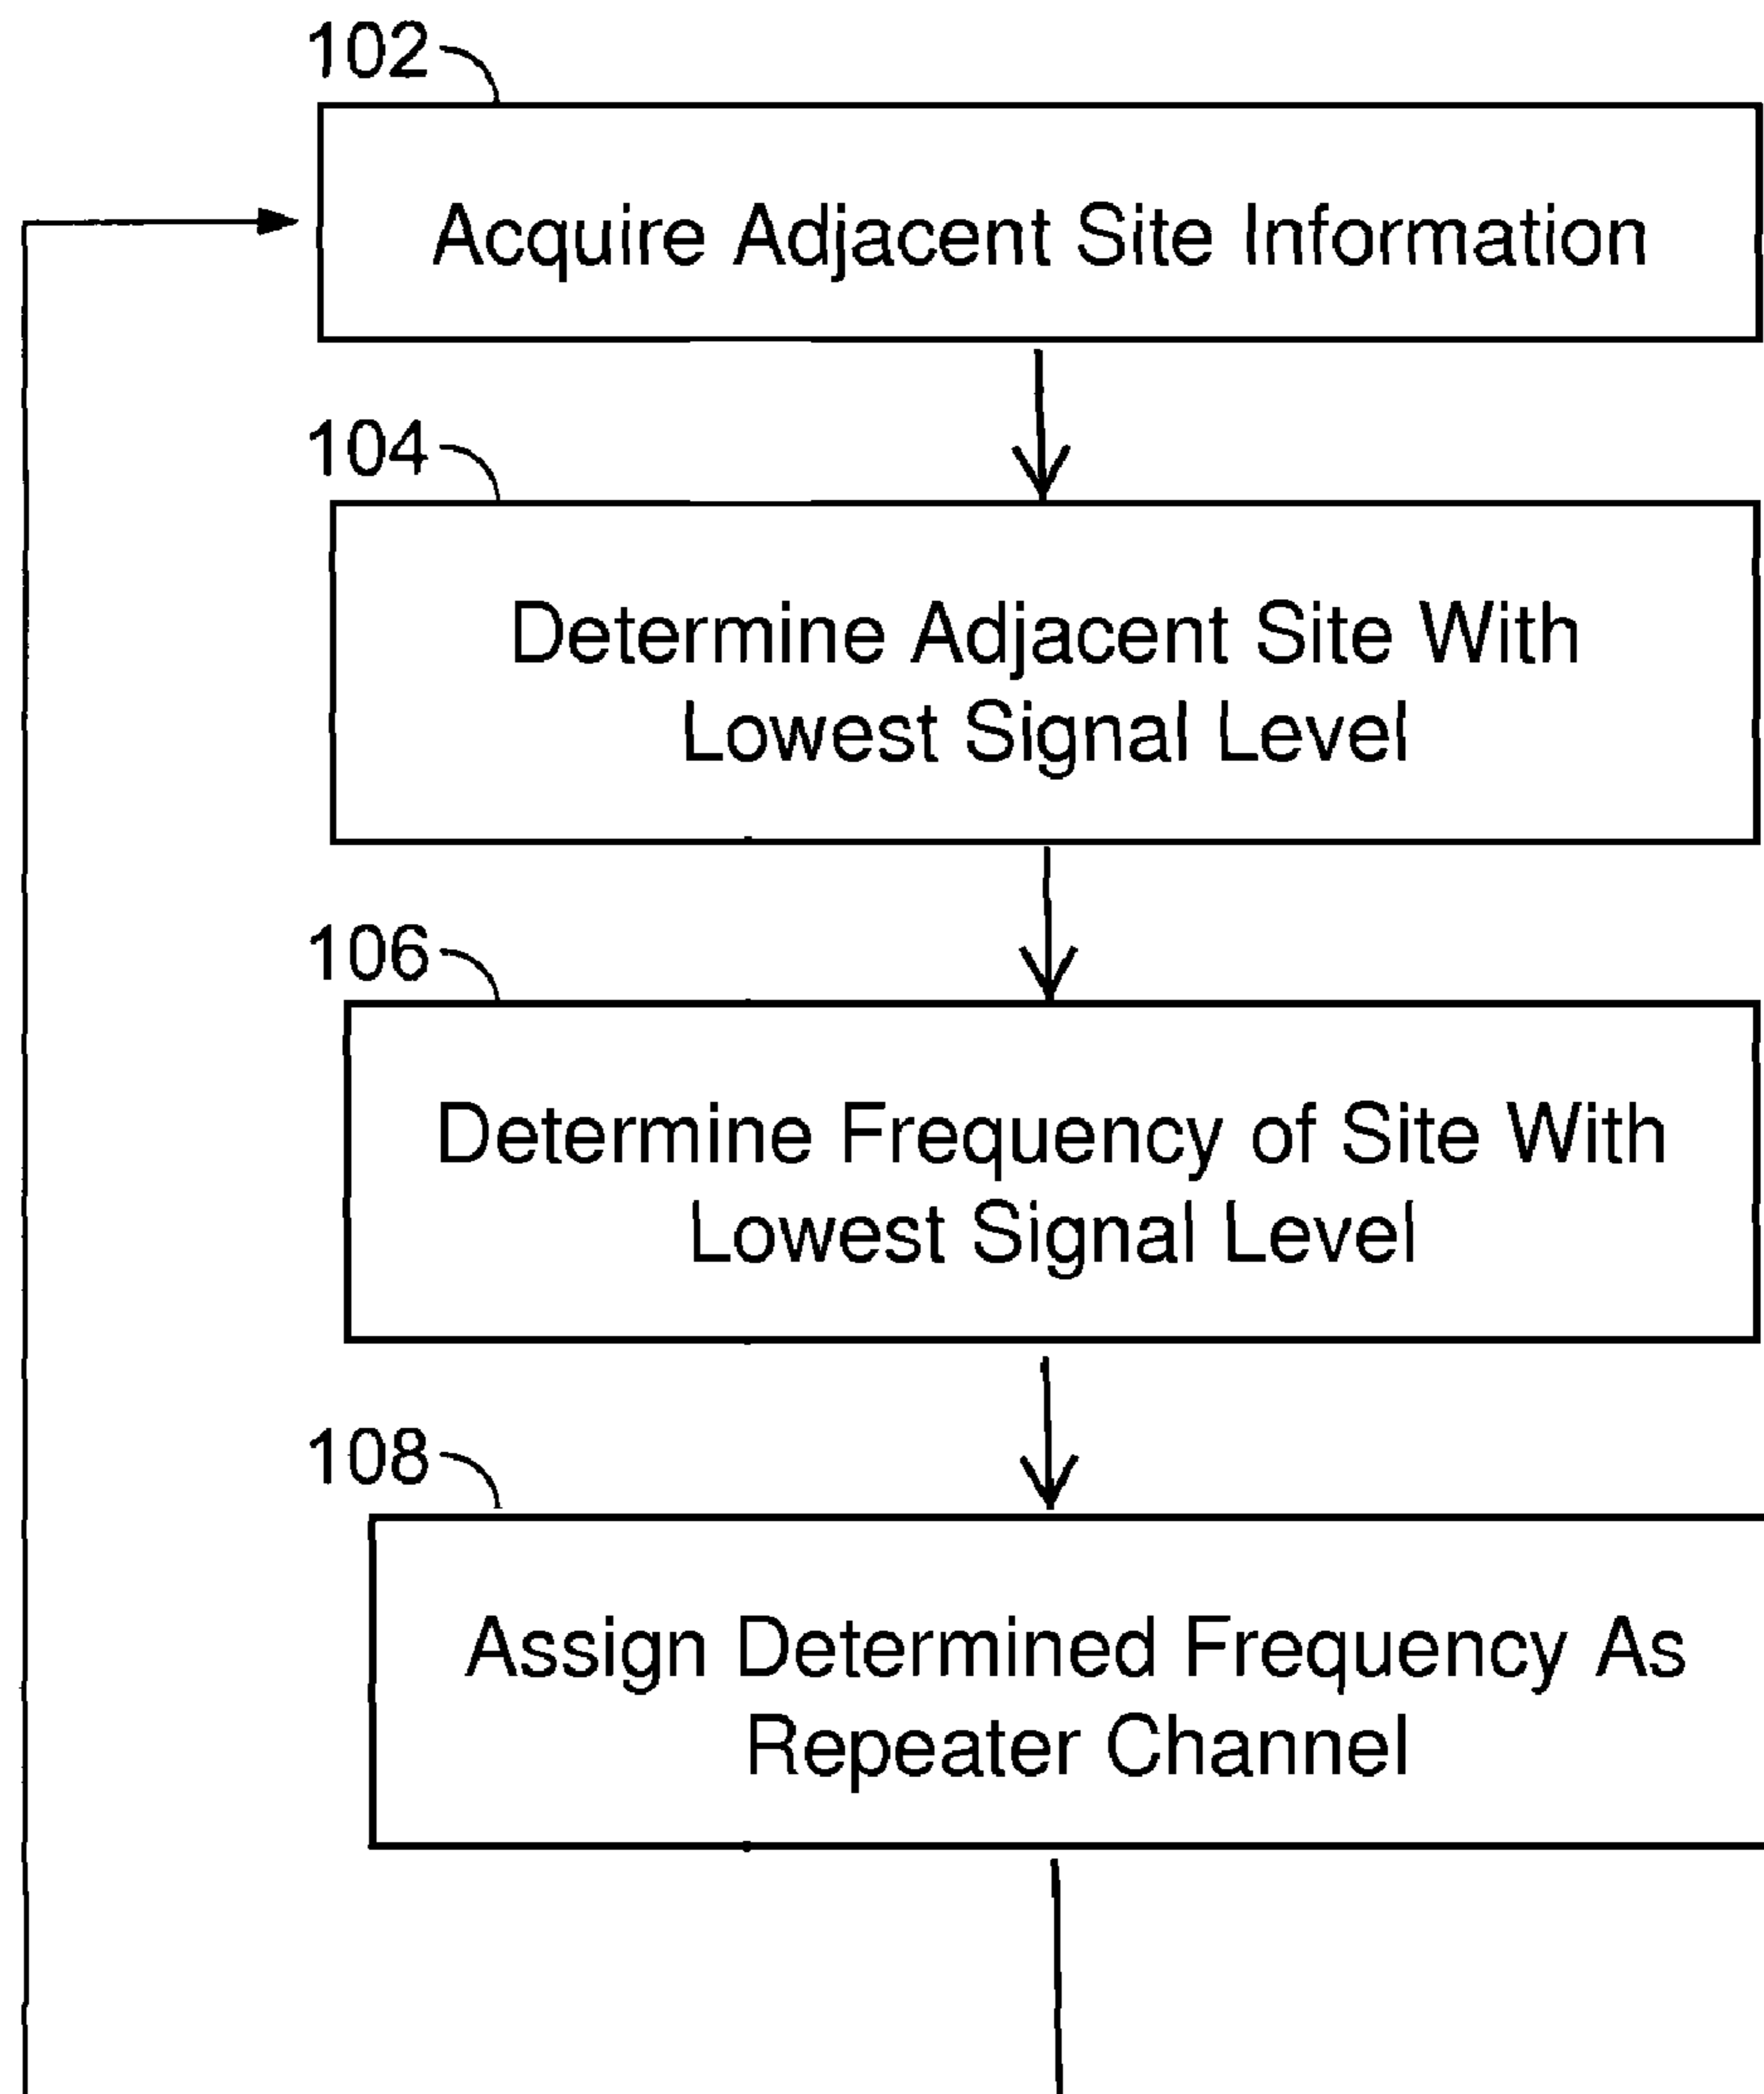 102
Acquire Adjacent Site Information
104
Determine Adjacent Site With
Lowest Signal Level
106
Determine Frequency of Site With
Lowest Signal Level
108
Assign Determined Frequency As
Repeater Channel